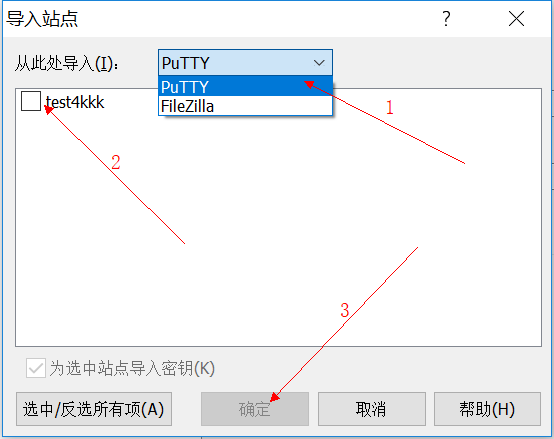 导入站点
?
从此处导入(I):
PuTTY
PuTTY
FileZilla
test4kkk
1
2
3
为选中站点导入密钥(K)
选中/反选所有项(A)
确定
取消
帮助(H)